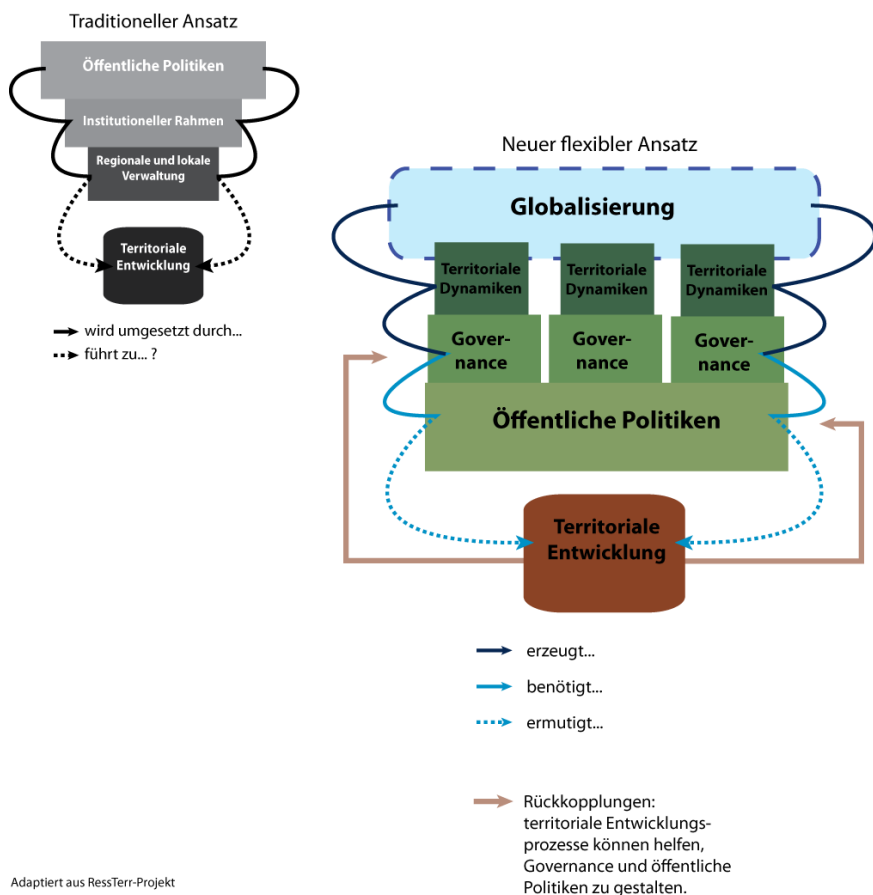 Traditioneller Ansatz
Öffentliche Politiken
Institutioneller Rahmen
Regionale und lokale
Verwaltung
Territoriale
Entwicklung
wird umgesetzt durch...
führt zu... ?
Neuer flexibler Ansatz
Globalisierung
Territoriale
Dynamiken
Territoriale
Dynamiken
Territoriale
Dynamiken
Gover-
nance
Gover-
nance
Gover-
nance
Öffentliche Politiken
Territoriale
Entwicklung
erzeugt...
benötigt...
ermutigt...
Rückkopplungen:
territoriale Entwicklungs-
prozesse können helfen,
Governance und öffentliche
Politiken zu gestalten.
Adaptiert aus RessTerr-Projekt